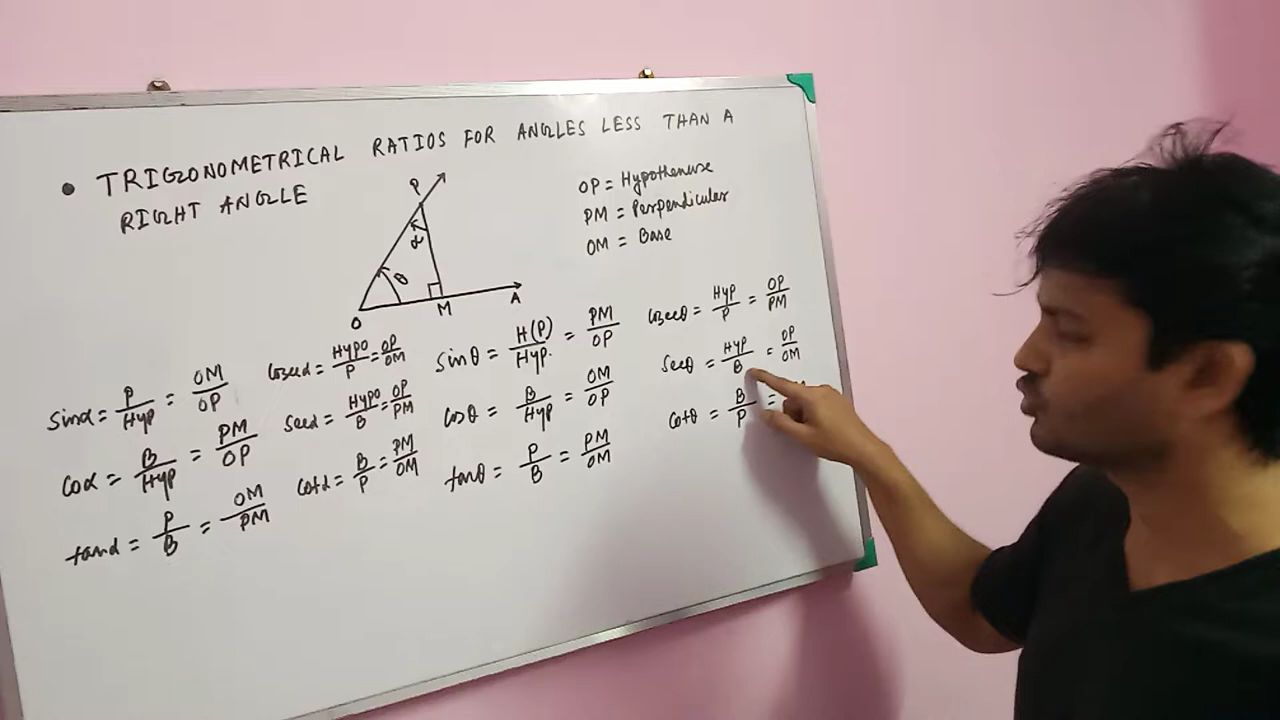 • TRIGONOMETRICAL RATIOS FOR ANGLES LESS THAN A
RIGHT ANGLE
OP = Hypothenuse
PM = Perpendicular
OM = Base
P
α
θ
O
M
A
sinα = P/Hyp = OM/OP
cosα = B/Hyp = PM/OP
tanα = P/B = OM/PM
cosecα = Hypo/P = OP/OM
secα = Hypo/B = OP/PM
cotα = B/P = PM/OM
sinθ = H(P)/Hyp. = PM/OP
cosθ = B/Hyp = OM/OP
tanθ = P/B = PM/OM
cosecθ = Hyp/P = OP/PM
secθ = Hyp/B = OP/OM
cotθ = B/P =